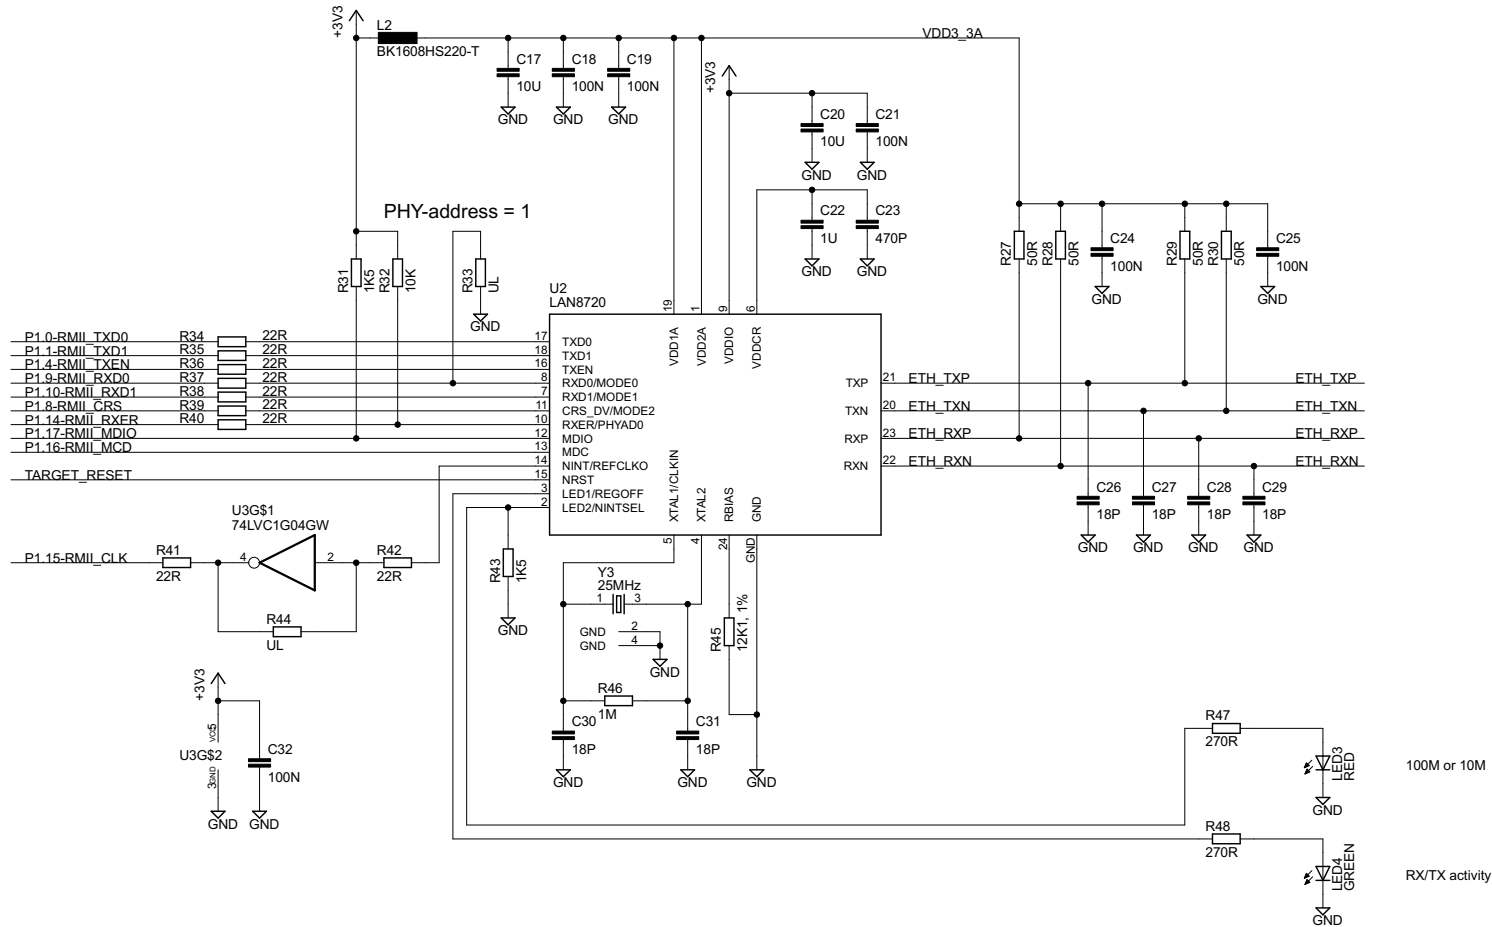 +3V3
L2
BK1608HS220-T
VDD3_3A
C17
10U
GND
C18
100N
GND
C19
100N
GND
+3V3
C20
10U
GND
C21
100N
GND
PHY-address = 1
C22
1U
GND
C23
470P
GND
R31
1K5
R32
10K
R33
UL
GND
R27
50R
R28
50R
C24
100N
GND
R29
50R
R30
50R
C25
100N
GND
U2
LAN8720
19
1
9
6
VDD1A
VDD2A
VDDIO
VDDCR
P1.0-RMII_TXD0 R34 22R 17 TXD0
P1.1-RMII_TXD1 R35 22R 18 TXD1
P1.4-RMII_TXEN R36 22R 16 TXEN
P1.9-RMII_RXD0 R37 22R 8 RXD0/MODE0
P1.10-RMII_RXD1 R38 22R 7 RXD1/MODE1
P1.8-RMII_CRS R39 22R 11 CRS_DV/MODE2
P1.14-RMII_RXER R40 22R 10 RXER/PHYAD0
P1.17-RMII_MDIO 12 MDIO
P1.16-RMII_MCD 13 MDC
14 NINT/REFCLKO
TARGET_RESET 15 NRST
3 LED1/REGOFF
2 LED2/NINTSEL
TXP 21 ETH_TXP ETH_TXP
TXN 20 ETH_TXN ETH_TXN
RXP 23 ETH_RXP ETH_RXP
RXN 22 ETH_RXN ETH_RXN
XTAL1/CLKIN
XTAL2
RBIAS
GND
5
4
24
GND
C26
18P
GND
C27
18P
GND
C28
18P
GND
C29
18P
GND
U3G$1
74LVC1G04GW
P1.15-RMII_CLK
R41
22R
4
2
R42
22R
R44
UL
R43
1K5
GND
Y3
25MHz
1
3
GND 2
GND 4
GND
R45
12K1, 1%
R46
1M
C30
18P
GND
C31
18P
GND
GND
+3V3
VCC
5
U3G$2
3
GND
GND
C32
100N
GND
R47
270R
LED3
RED
100M or 10M
GND
R48
270R
LED4
GREEN
RX/TX activity
GND